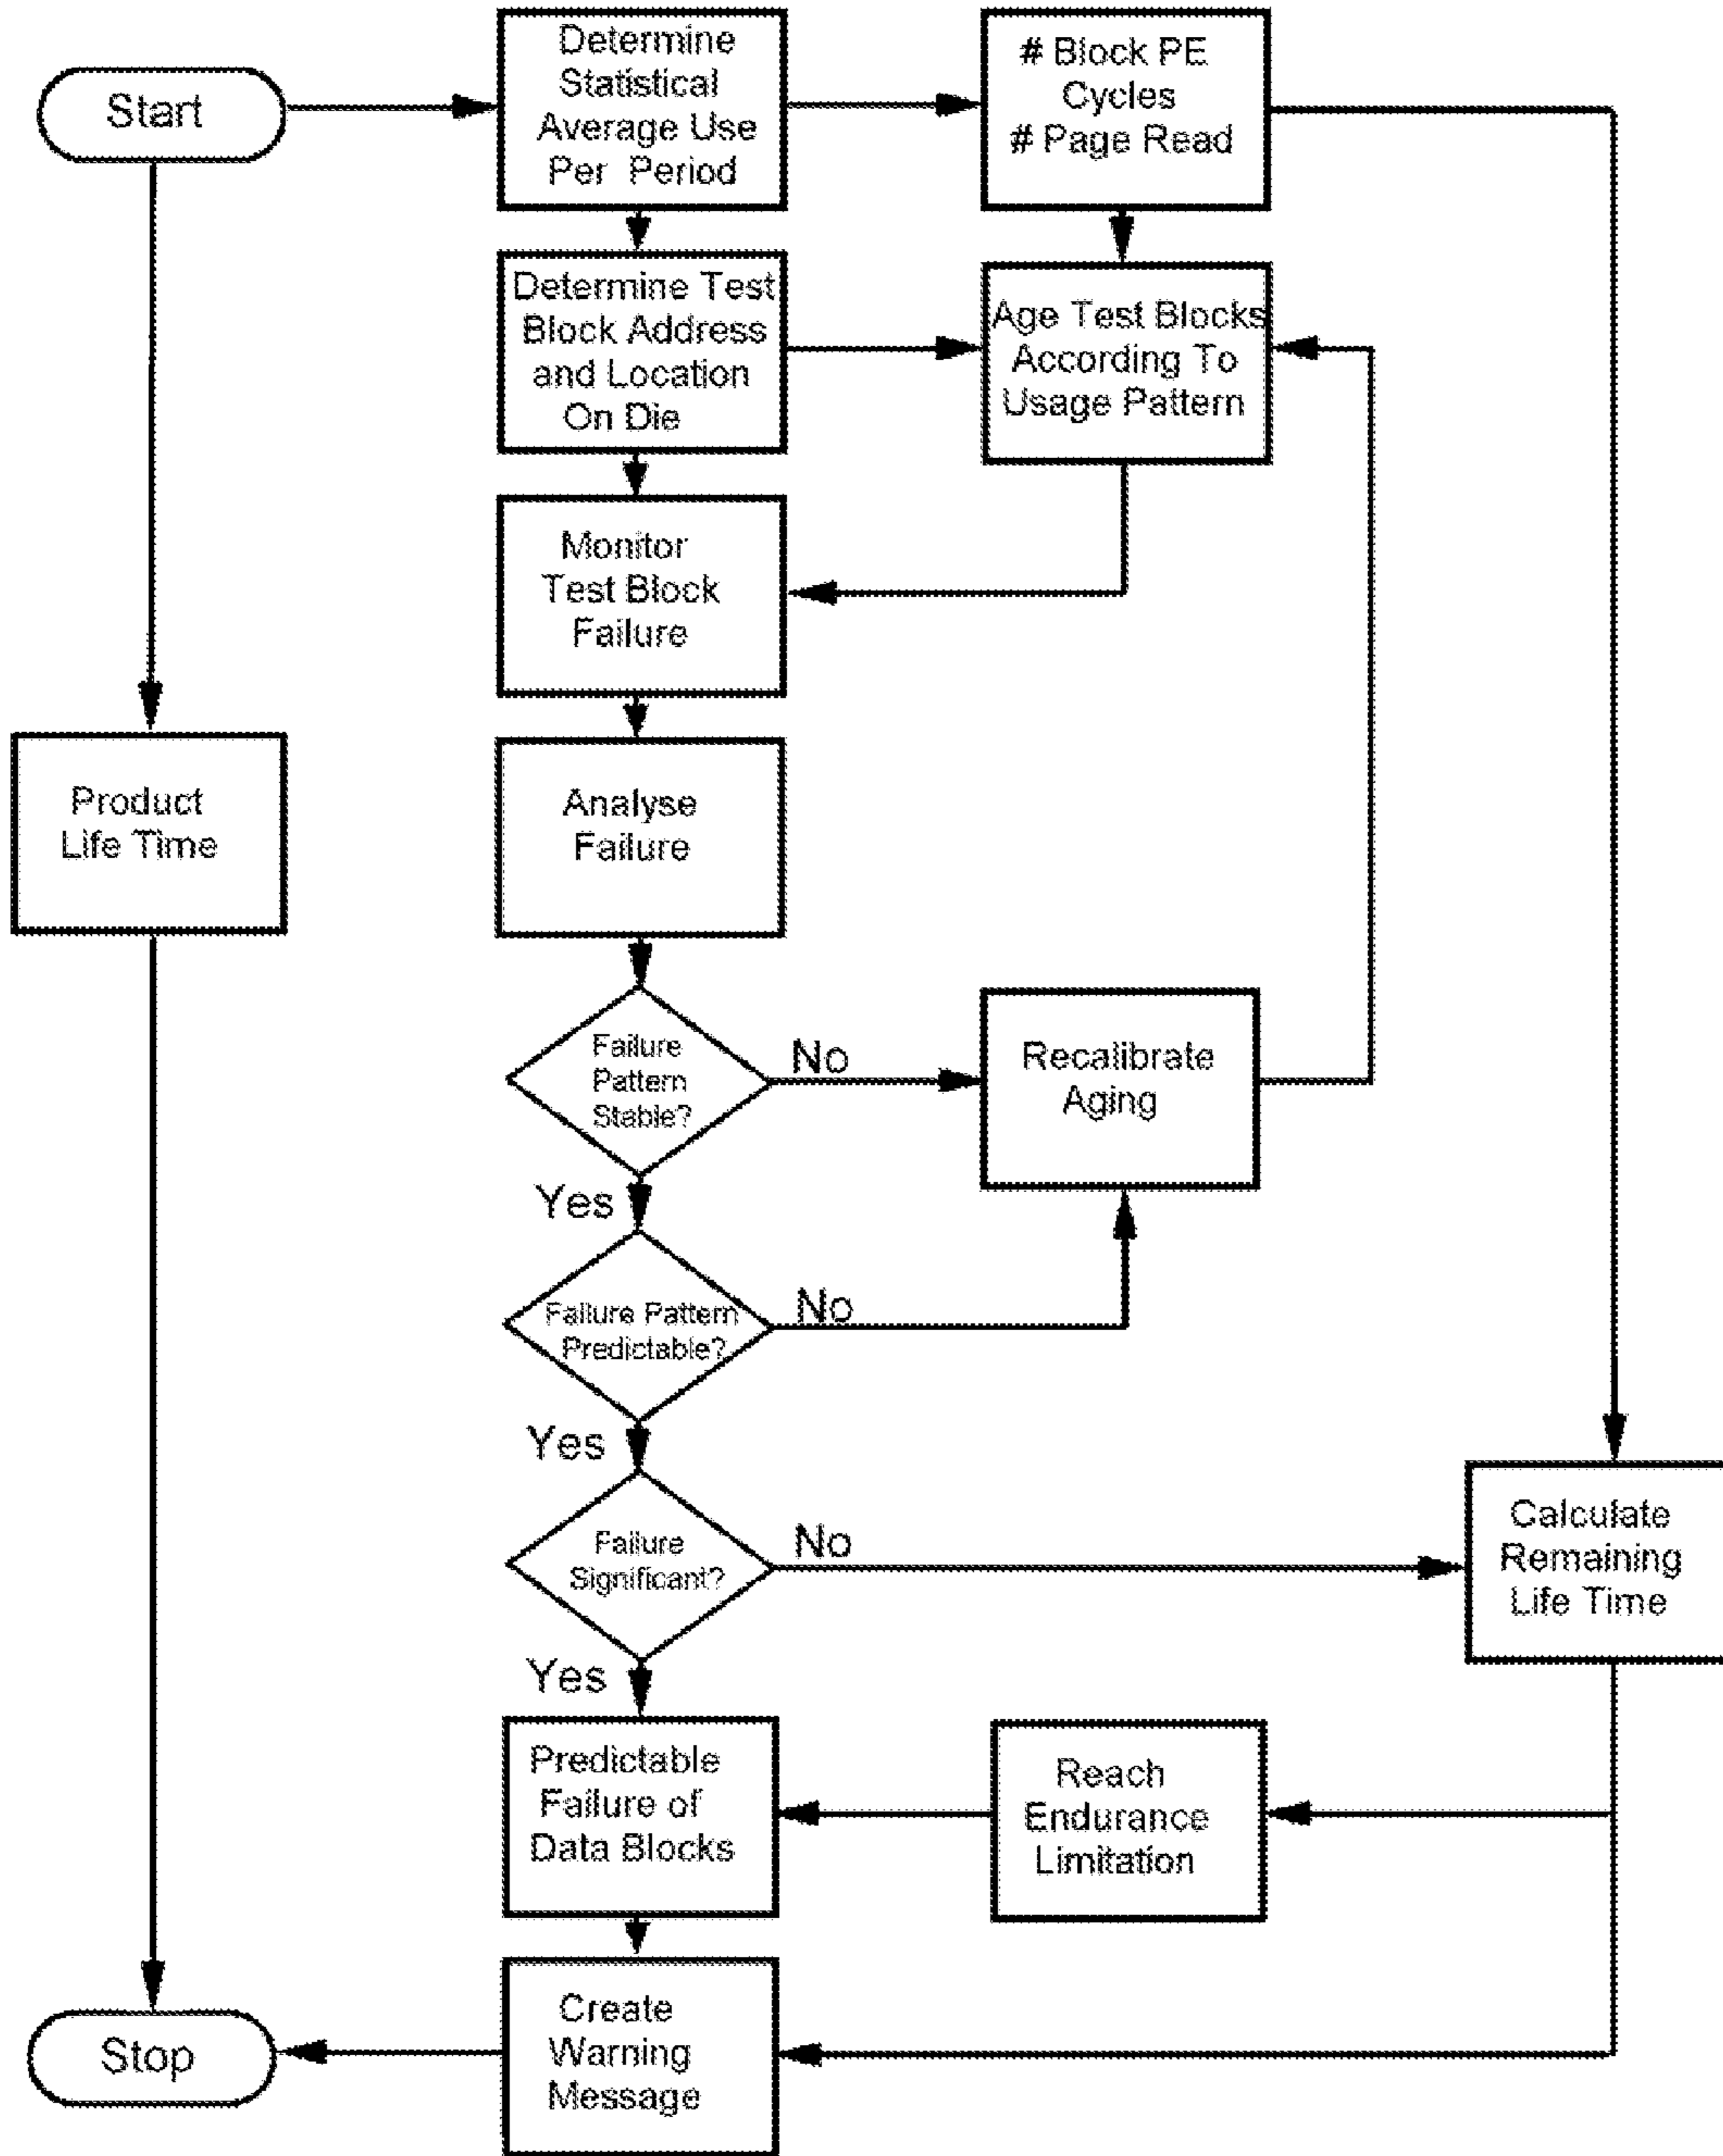 Start
Determine
Statistical
Average Use
Per Period
# Block PE
Cycles
# Page Read
Determine Test
Block Address
and Location
On Die
Age Test Blocks
According To
Usage Pattern
Monitor
Test Block
Failure
Product
Life Time
Analyse
Failure
Failure
Pattern
Stable?
No
Recalibrate
Aging
Yes
Failure Pattern
Predictable?
No
Yes
Failure
Significant?
No
Calculate
Remaining
Life Time
Yes
Predictable
Failure of
Data Blocks
Reach
Endurance
Limitation
Create
Warning
Message
Stop